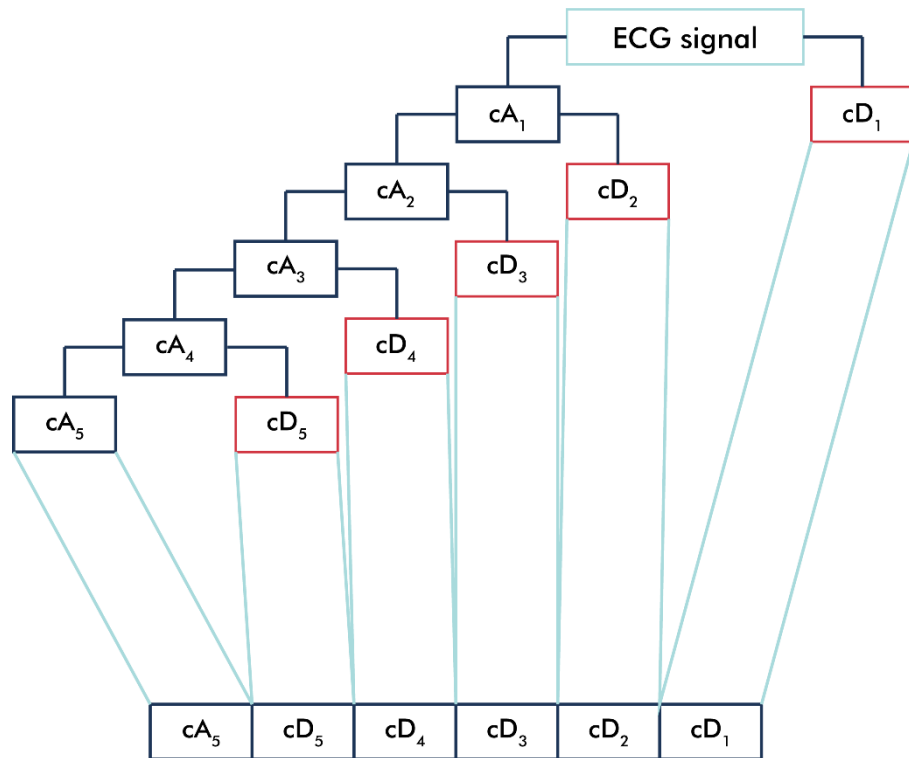 ECG signal
cA₁ cD₁
cA₂ cD₂
cA₃ cD₃
cA₄ cD₄
cA₅ cD₅
cA₅ cD₅ cD₄ cD₃ cD₂ cD₁